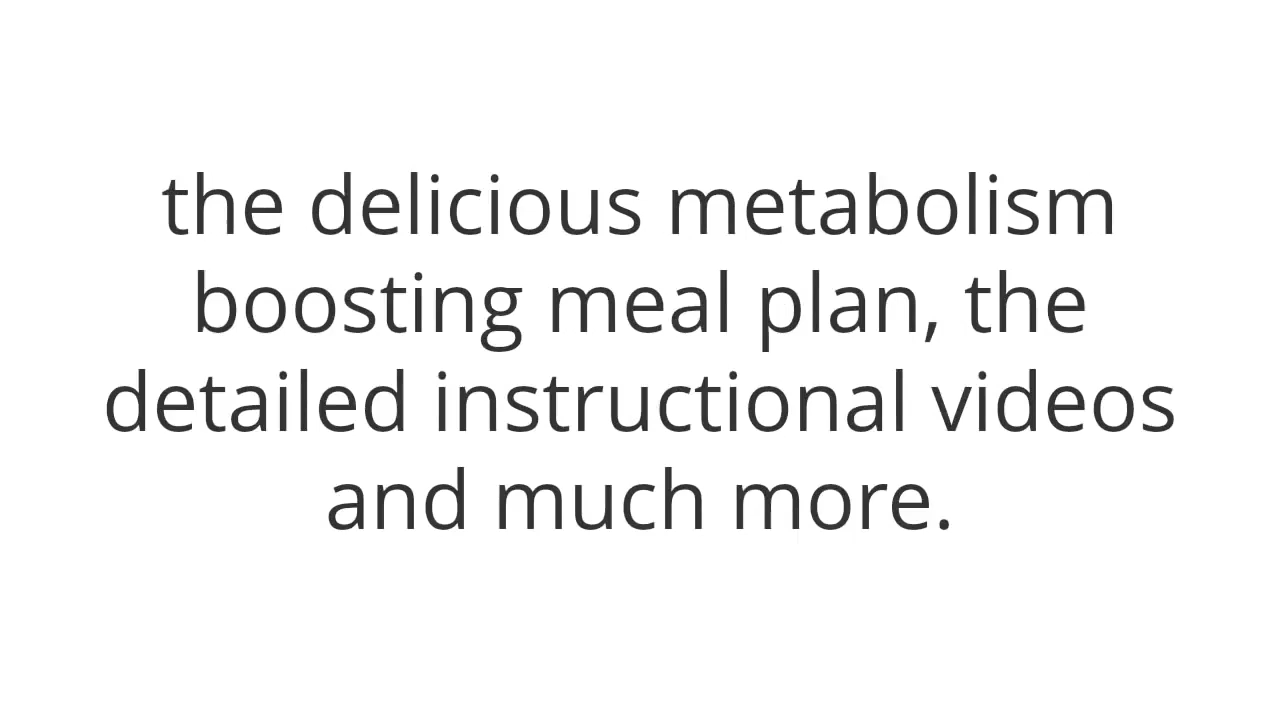 the delicious metabolism
boosting meal plan, the
detailed instructional videos
and much more.